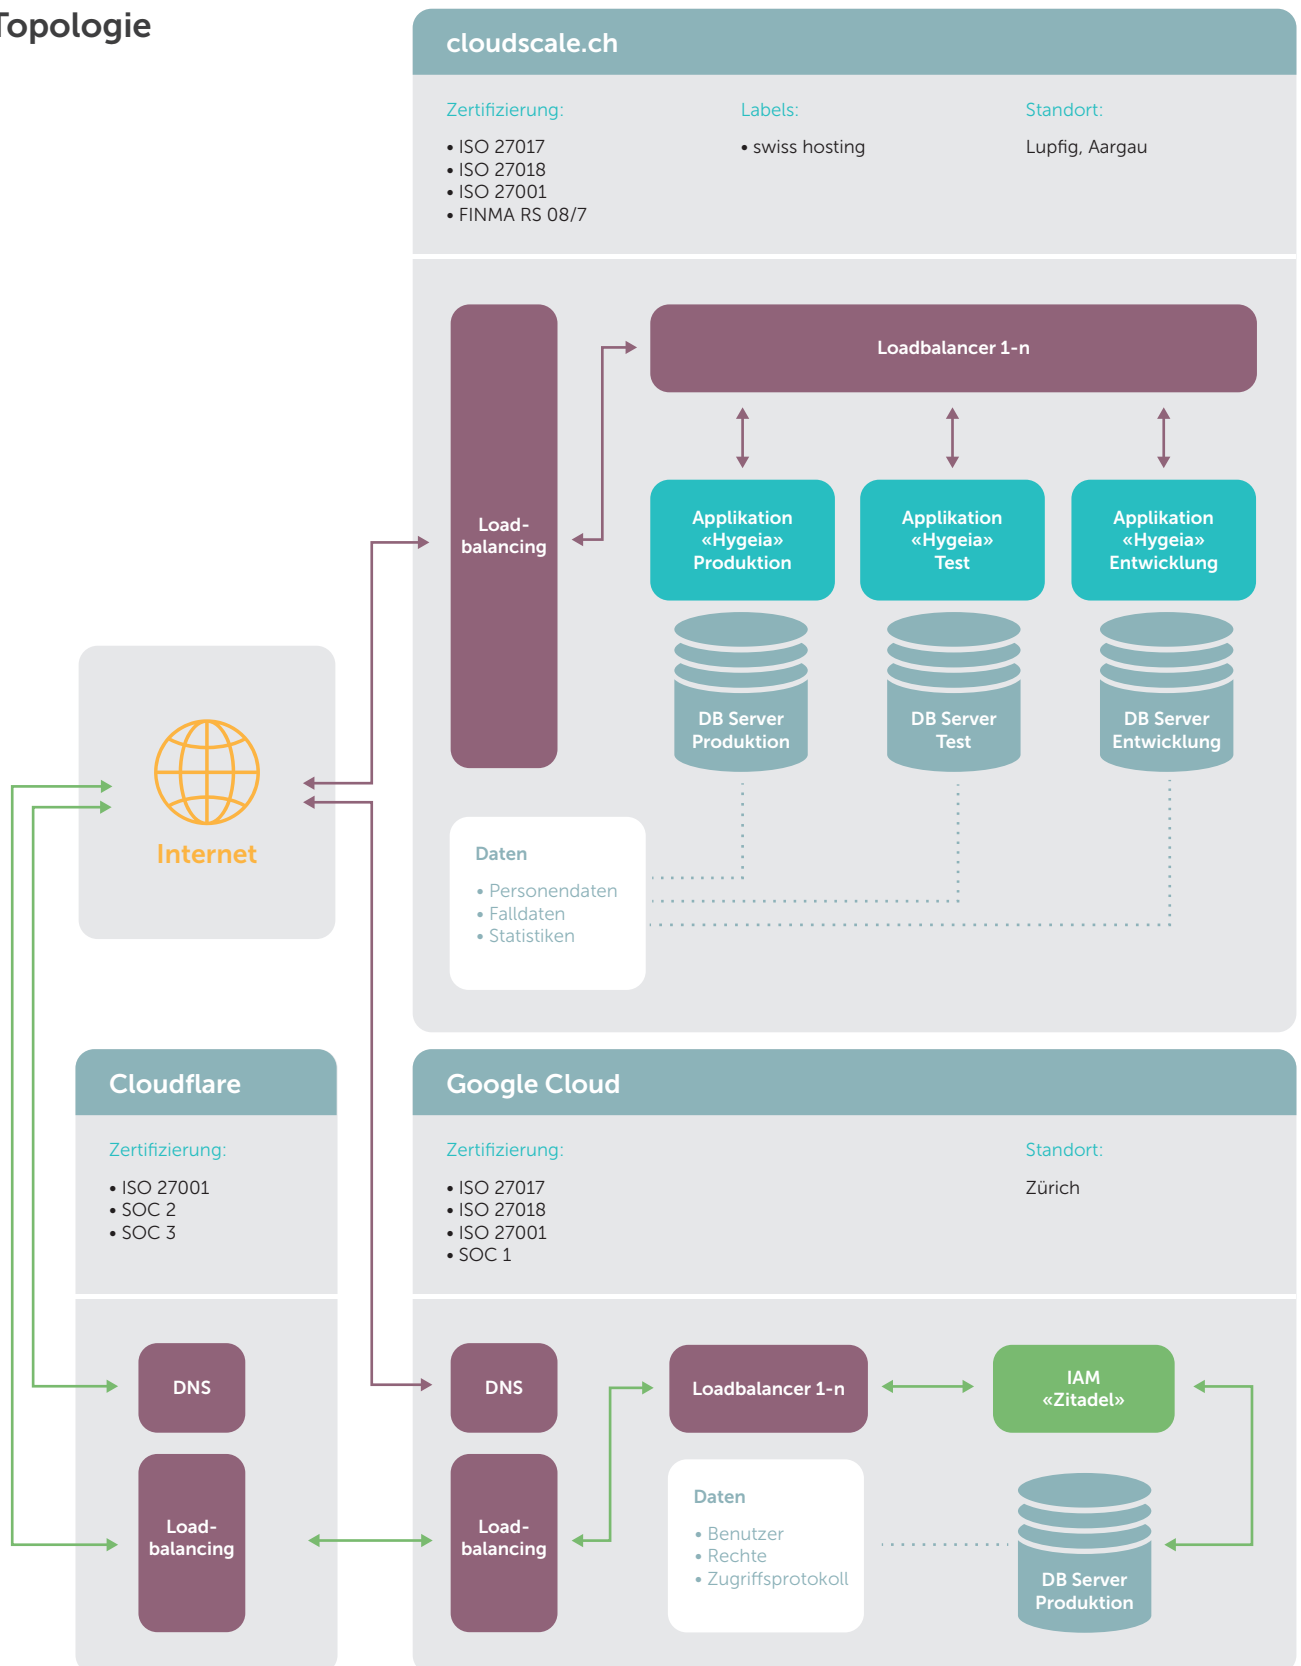 Topologie
cloudscale.ch
Zertifizierung:
• ISO 27017
• ISO 27018
• ISO 27001
• FINMA RS 08/7
Labels:
• swiss hosting
Standort:
Lupfig, Aargau
Load-
balancing
Loadbalancer 1-n
Applikation
«Hygeia»
Produktion
Applikation
«Hygeia»
Test
Applikation
«Hygeia»
Entwicklung
DB Server
Produktion
DB Server
Test
DB Server
Entwicklung
Daten
• Personendaten
• Falldaten
• Statistiken
Internet
Cloudflare
Zertifizierung:
• ISO 27001
• SOC 2
• SOC 3
DNS
Load-
balancing
Google Cloud
Zertifizierung:
• ISO 27017
• ISO 27018
• ISO 27001
• SOC 1
Standort:
Zürich
DNS
Load-
balancing
Loadbalancer 1-n
IAM
«Zitadel»
Daten
• Benutzer
• Rechte
• Zugriffsprotokoll
DB Server
Produktion